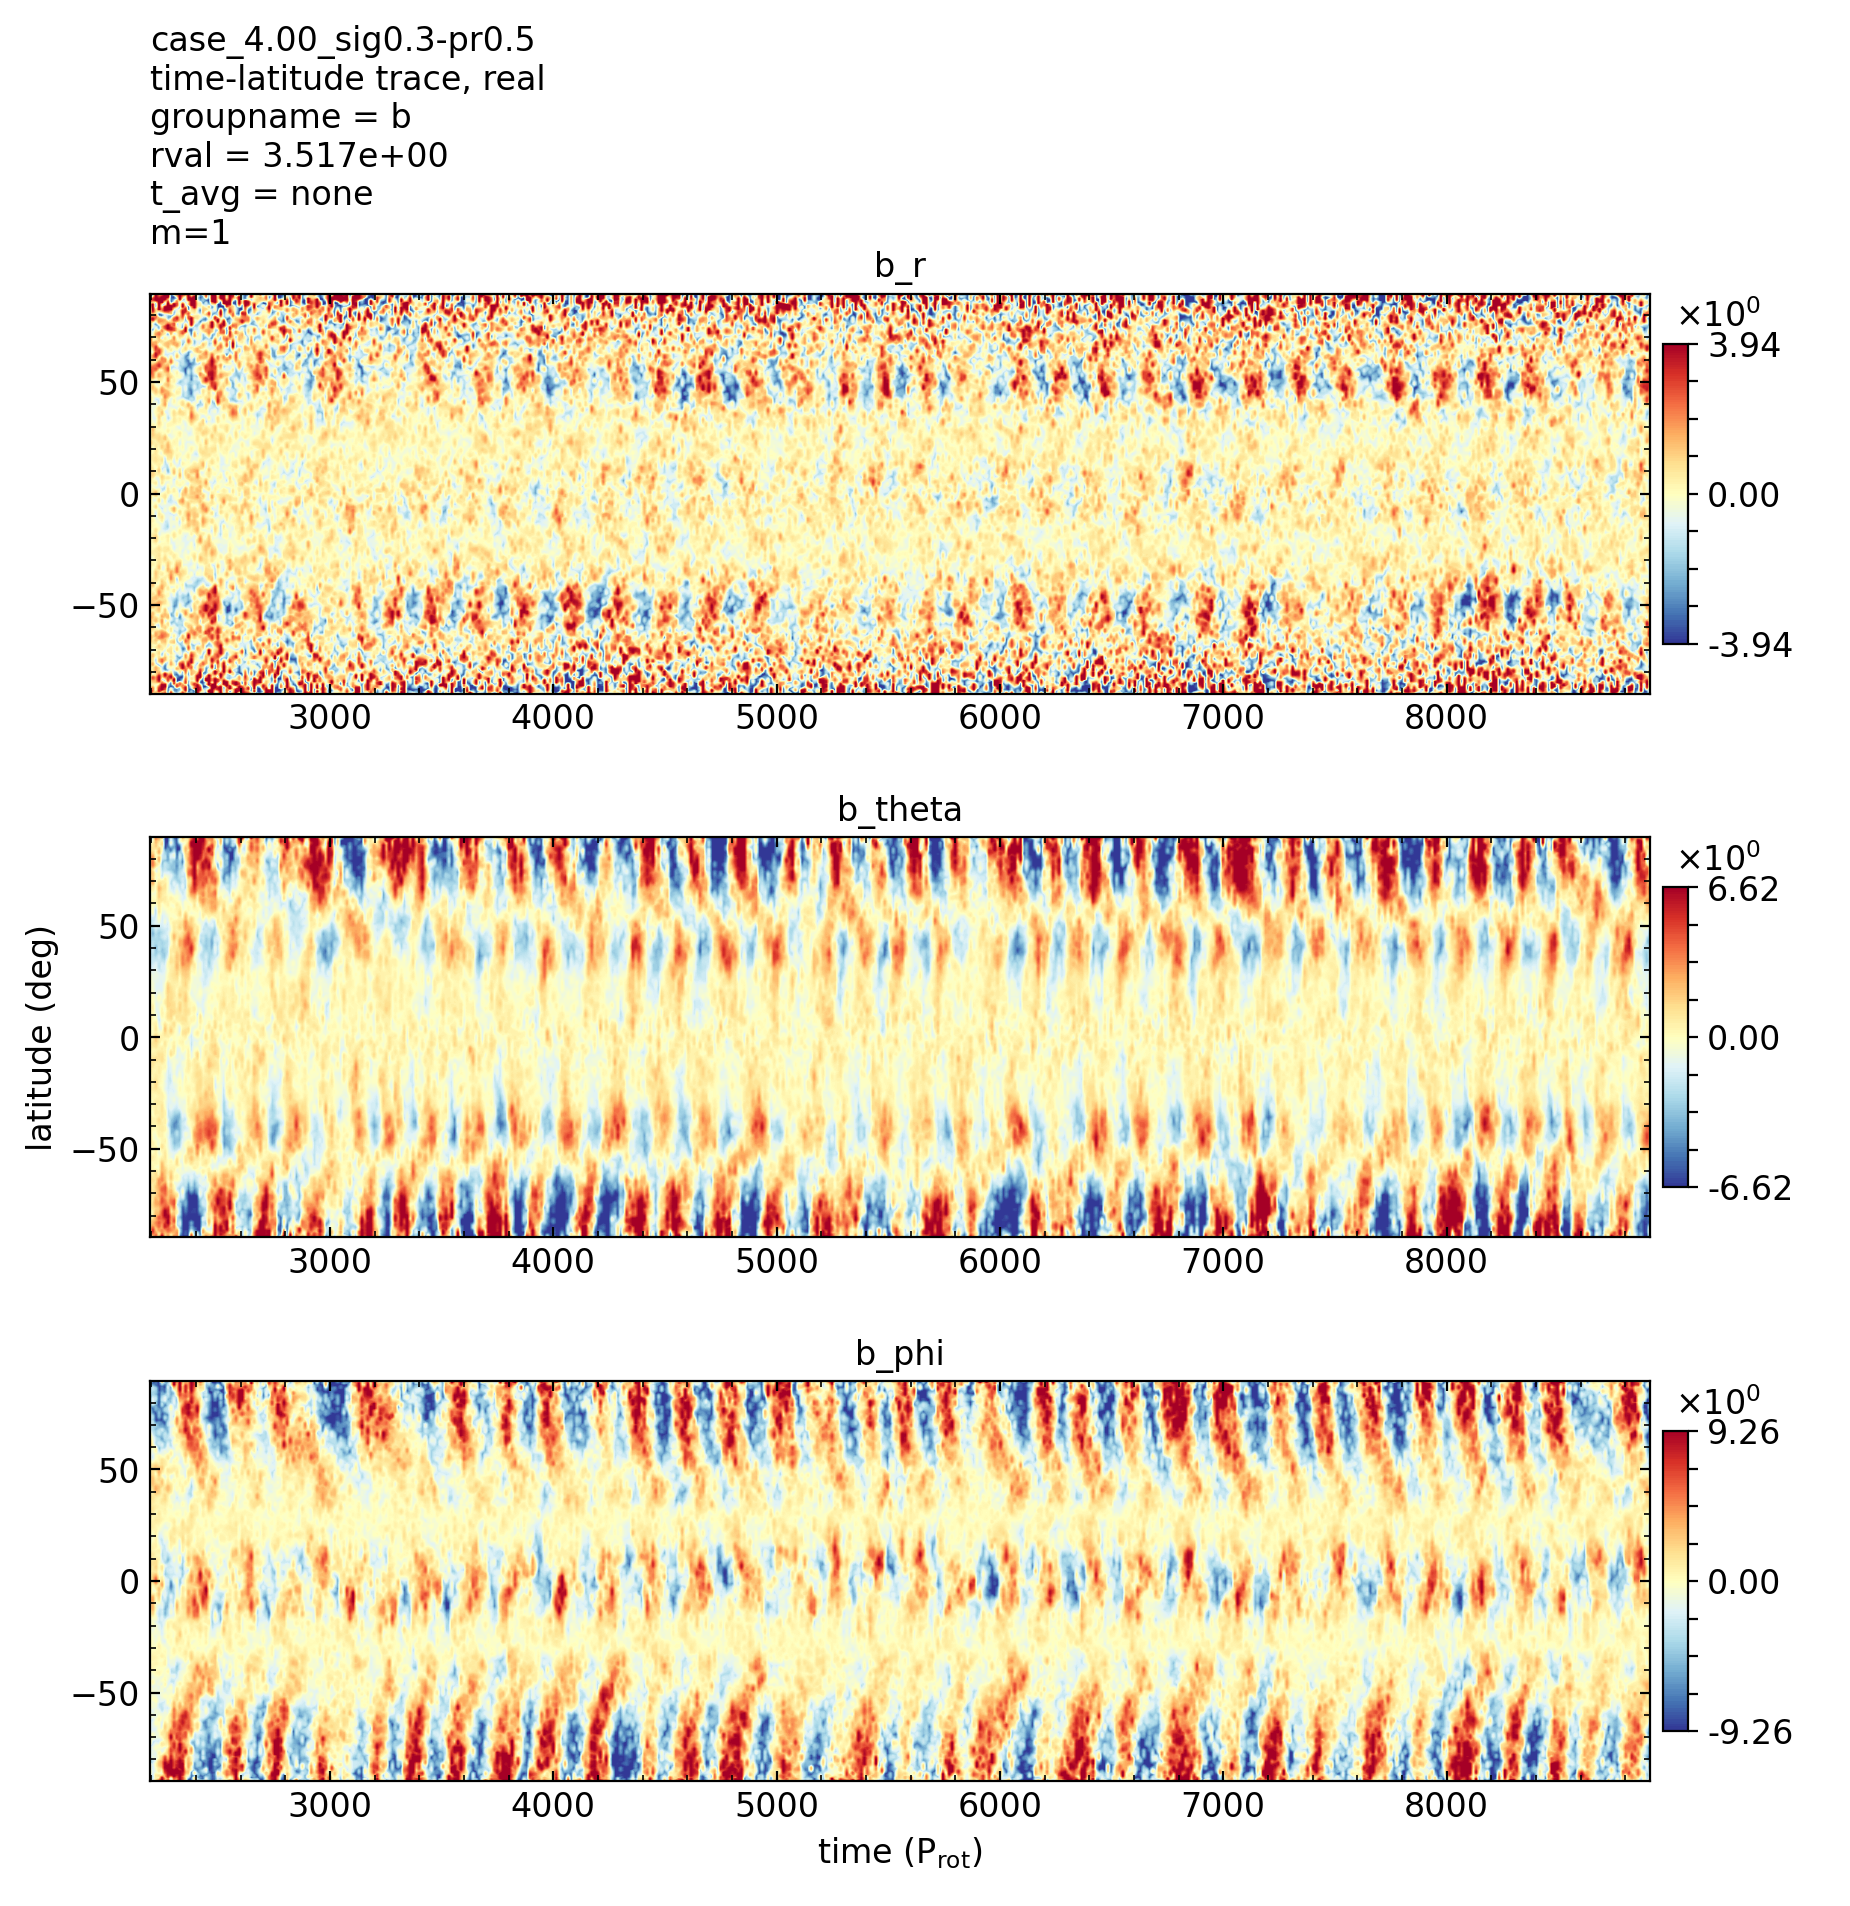 case_4.00_sig0.3-pr0.5
time-latitude trace, real
groupname = b
rval = 3.517e+00
t_avg = none
m=1
b_r
50
0
−50
3000 4000 5000 6000 7000 8000
×10⁰
3.94
0.00
-3.94
b_theta
latitude (deg)
50
0
−50
3000 4000 5000 6000 7000 8000
×10⁰
6.62
0.00
-6.62
b_phi
50
0
−50
3000 4000 5000 6000 7000 8000
×10⁰
9.26
0.00
-9.26
time (P_rot)